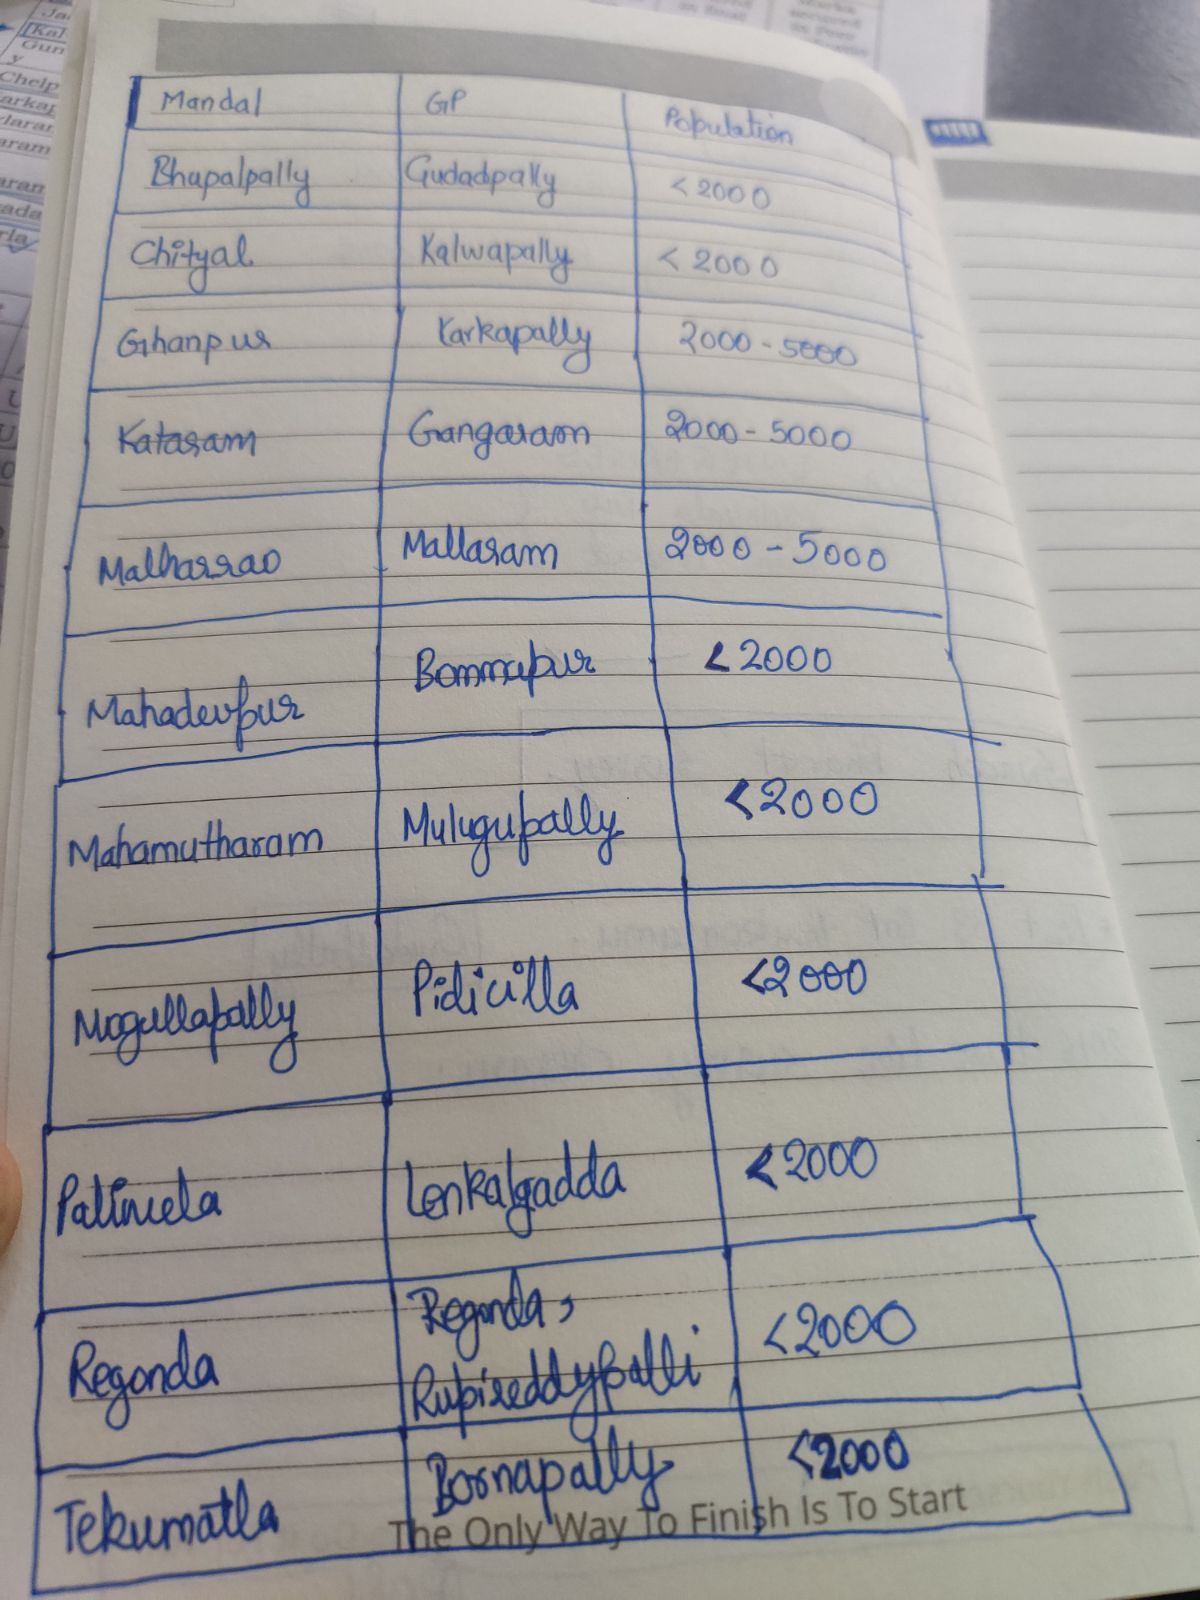 Mandal GP Population
Bhupalpally Gudadpally <2000
Chityal Kalwapally <2000
Ghanpur Karkapally 2000-5000
Kataram Gangaram 2000-5000
Malharrao Mallaram 2000-5000
Mahadevpur Bommapur <2000
Mahamutharam Mulugupally <2000
Mogullapally Pidicilla <2000
Palimela Lenkalgadda <2000
Regonda,
Regonda Rupireddypalli <2000
Tekumatla Bornapally <2000
The Only Way To Finish Is To Start
Chelp